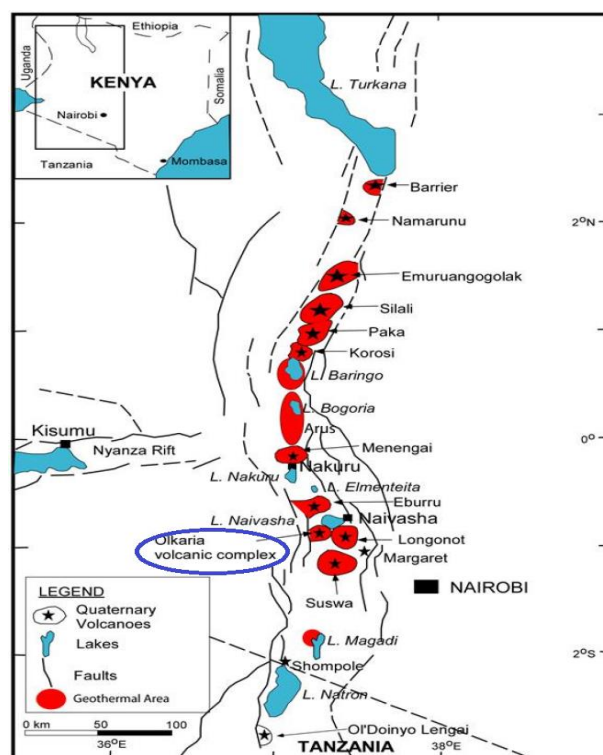 Ethiopia
Uganda
KENYA
Somalia
Nairobi
Tanzania
Mombasa
L. Turkana
Barrier
Namarunu
2°N
Emuruangogolak
Silali
Paka
Korosi
L. Baringo
L. Bogoria
Arus
Kisumu
Nyanza Rift
0°
Menengai
Nakuru
L. Nakuru
L. Elmenteita
Eburru
L. Naivasha
Naivasha
Olkaria
volcanic complex
Longonot
Margaret
NAIROBI
Suswa
L. Magadi
2°S
Shompole
L. Natron
Ol'Doinyo Lengai
TANZANIA
LEGEND
Quaternary
Volcanoes
Lakes
Faults
Geothermal Area
0 km 50 100
36°E
38°E